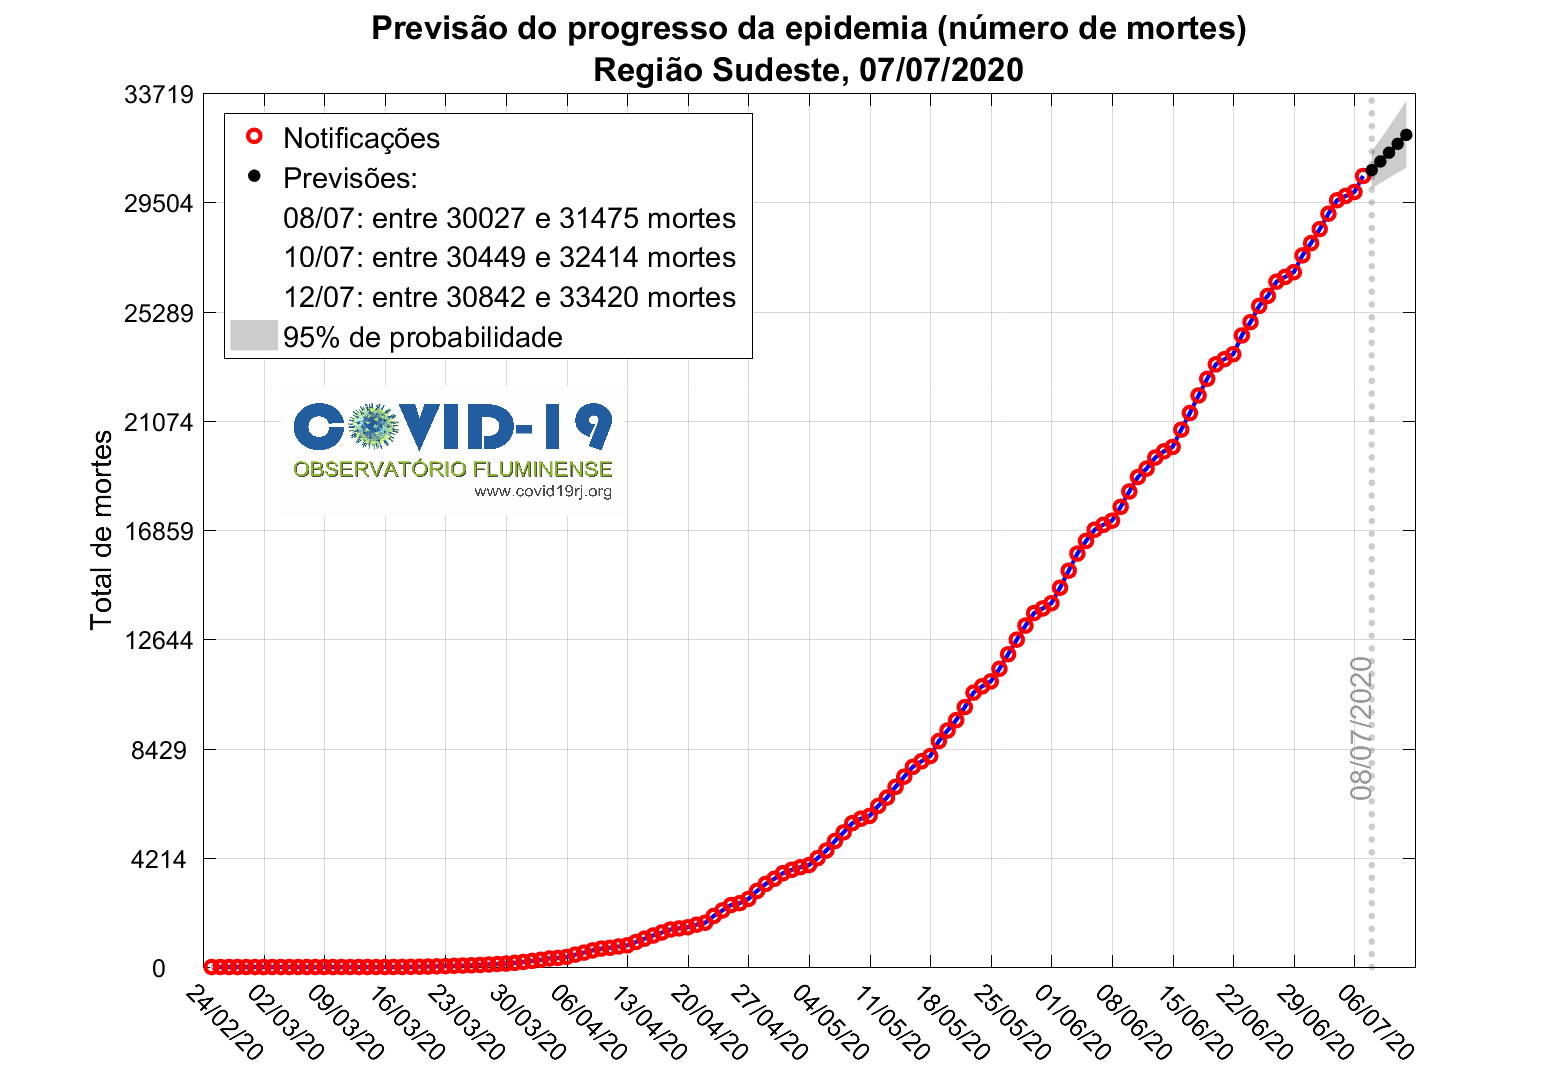 Previsão do progresso da epidemia (número de mortes)
Região Sudeste, 07/07/2020
33719
29504
25289
21074
16859
12644
8429
4214
0
Total de mortes
Notificações
Previsões:
08/07: entre 30027 e 31475 mortes
10/07: entre 30449 e 32414 mortes
12/07: entre 30842 e 33420 mortes
95% de probabilidade
COVID-19
OBSERVATÓRIO FLUMINENSE
www.covid19rj.org
08/07/2020
24/02/20
02/03/20
09/03/20
16/03/20
23/03/20
30/03/20
06/04/20
13/04/20
20/04/20
27/04/20
04/05/20
11/05/20
18/05/20
25/05/20
01/06/20
08/06/20
15/06/20
22/06/20
29/06/20
06/07/20